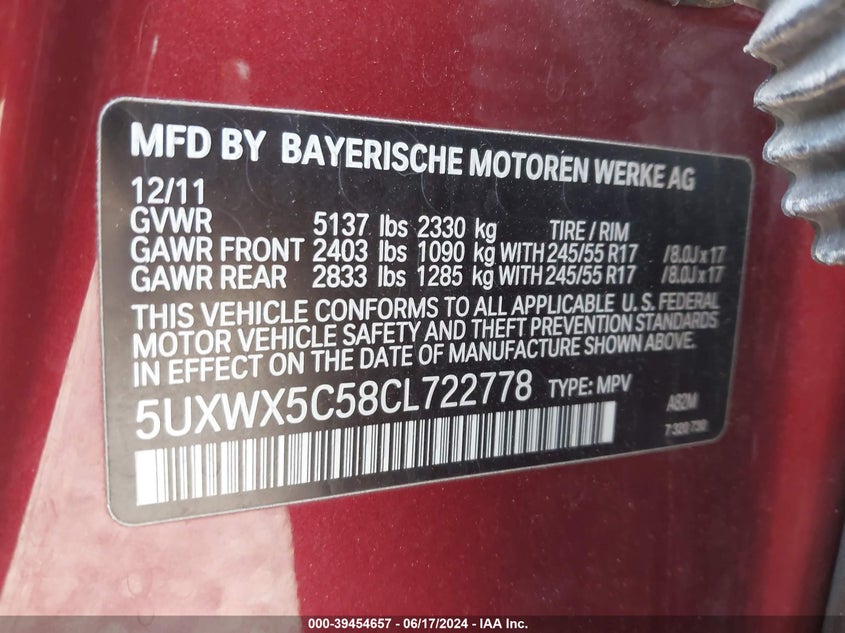 MFD BY BAYERISCHE MOTOREN WERKE AG
12/11
GVWR 5137 lbs 2330 kg TIRE / RIM
GAWR FRONT 2403 lbs 1090 kg WITH 245/55 R17 /8.0J x 17
GAWR REAR 2833 lbs 1285 kg WITH 245/55 R17 /8.0J x 17
THIS VEHICLE CONFORMS TO ALL APPLICABLE U. S. FEDERAL
MOTOR VEHICLE SAFETY AND THEFT PREVENTION STANDARDS
IN EFFECT ON THE DATE OF MANUFACTURE SHOWN ABOVE.
5UXWX5C58CL722778 TYPE: MPV
A82M
000-39454657 - 06/17/2024 - IAA Inc.